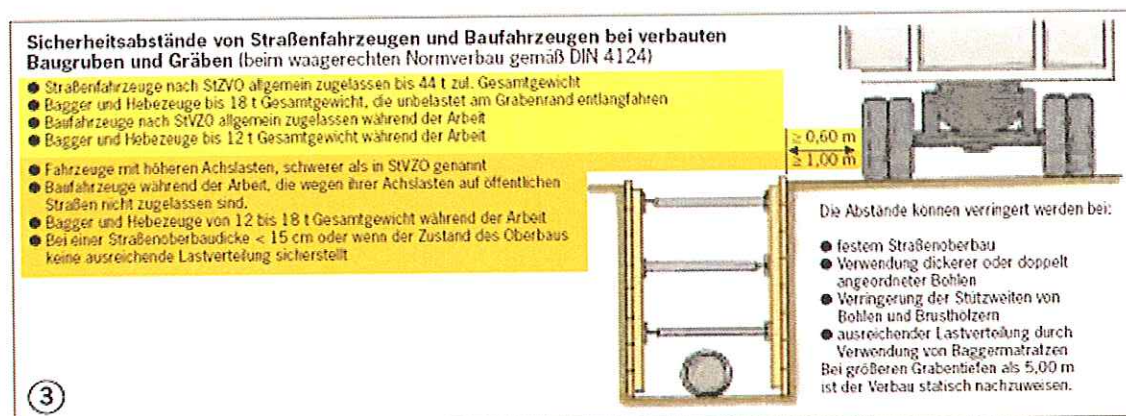 Sicherheitsabstände von Straßenfahrzeugen und Baufahrzeugen bei verbauten
Baugruben und Gräben (beim waagerechten Normverbau gemäß DIN 4124)
● Straßenfahrzeuge nach StZVO allgemein zugelassen bis 44 t zul. Gesamtgewicht
● Bagger und Hebezeuge bis 18 t Gesamtgewicht, die unbelastet am Grabenrand entlangfahren
● Baufahrzeuge nach StVZO allgemein zugelassen während der Arbeit
● Bagger und Hebezeuge bis 12 t Gesamtgewicht während der Arbeit
≥ 0,60 m
≥ 1,00 m
● Fahrzeuge mit höheren Achslasten, schwerer als in StVZO genannt
● Baufahrzeuge während der Arbeit, die wegen ihrer Achslasten auf öffentlichen
Straßen nicht zugelassen sind.
● Bagger und Hebezeuge von 12 bis 18 t Gesamtgewicht während der Arbeit
● Bei einer Straßenoberbaudicke < 15 cm oder wenn der Zustand des Oberbaus
keine ausreichende Lastverteilung sicherstellt
Die Abstände können verringert werden bei:
● festem Straßenoberbau
● Verwendung dickerer oder doppelt
angeordneter Bohlen
● Verringerung der Stützweiten von
Bohlen und Brusthölzern
● ausreichender Lastverteilung durch
Verwendung von Baggermatratzen
Bei größeren Grabentiefen als 5,00 m
ist der Verbau statisch nachzuweisen.
3